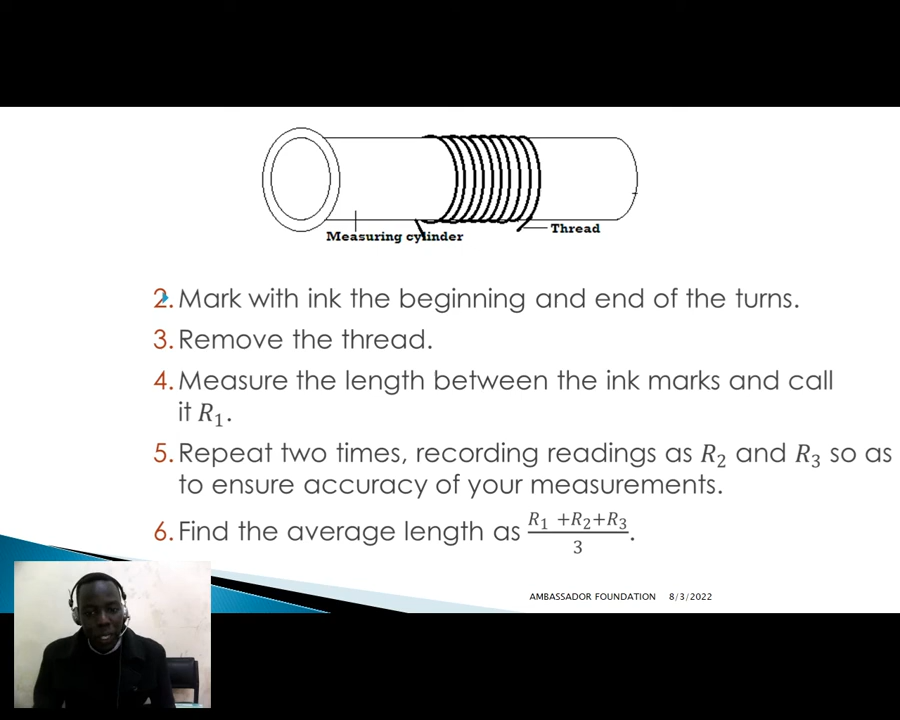 Measuring cylinder
Thread
2. Mark with ink the beginning and end of the turns.
3. Remove the thread.
4. Measure the length between the ink marks and call
it R₁.
5. Repeat two times, recording readings as R₂ and R₃ so as
to ensure accuracy of your measurements.
6. Find the average length as (R₁ +R₂+R₃)/3.
AMBASSADOR FOUNDATION 8/3/2022